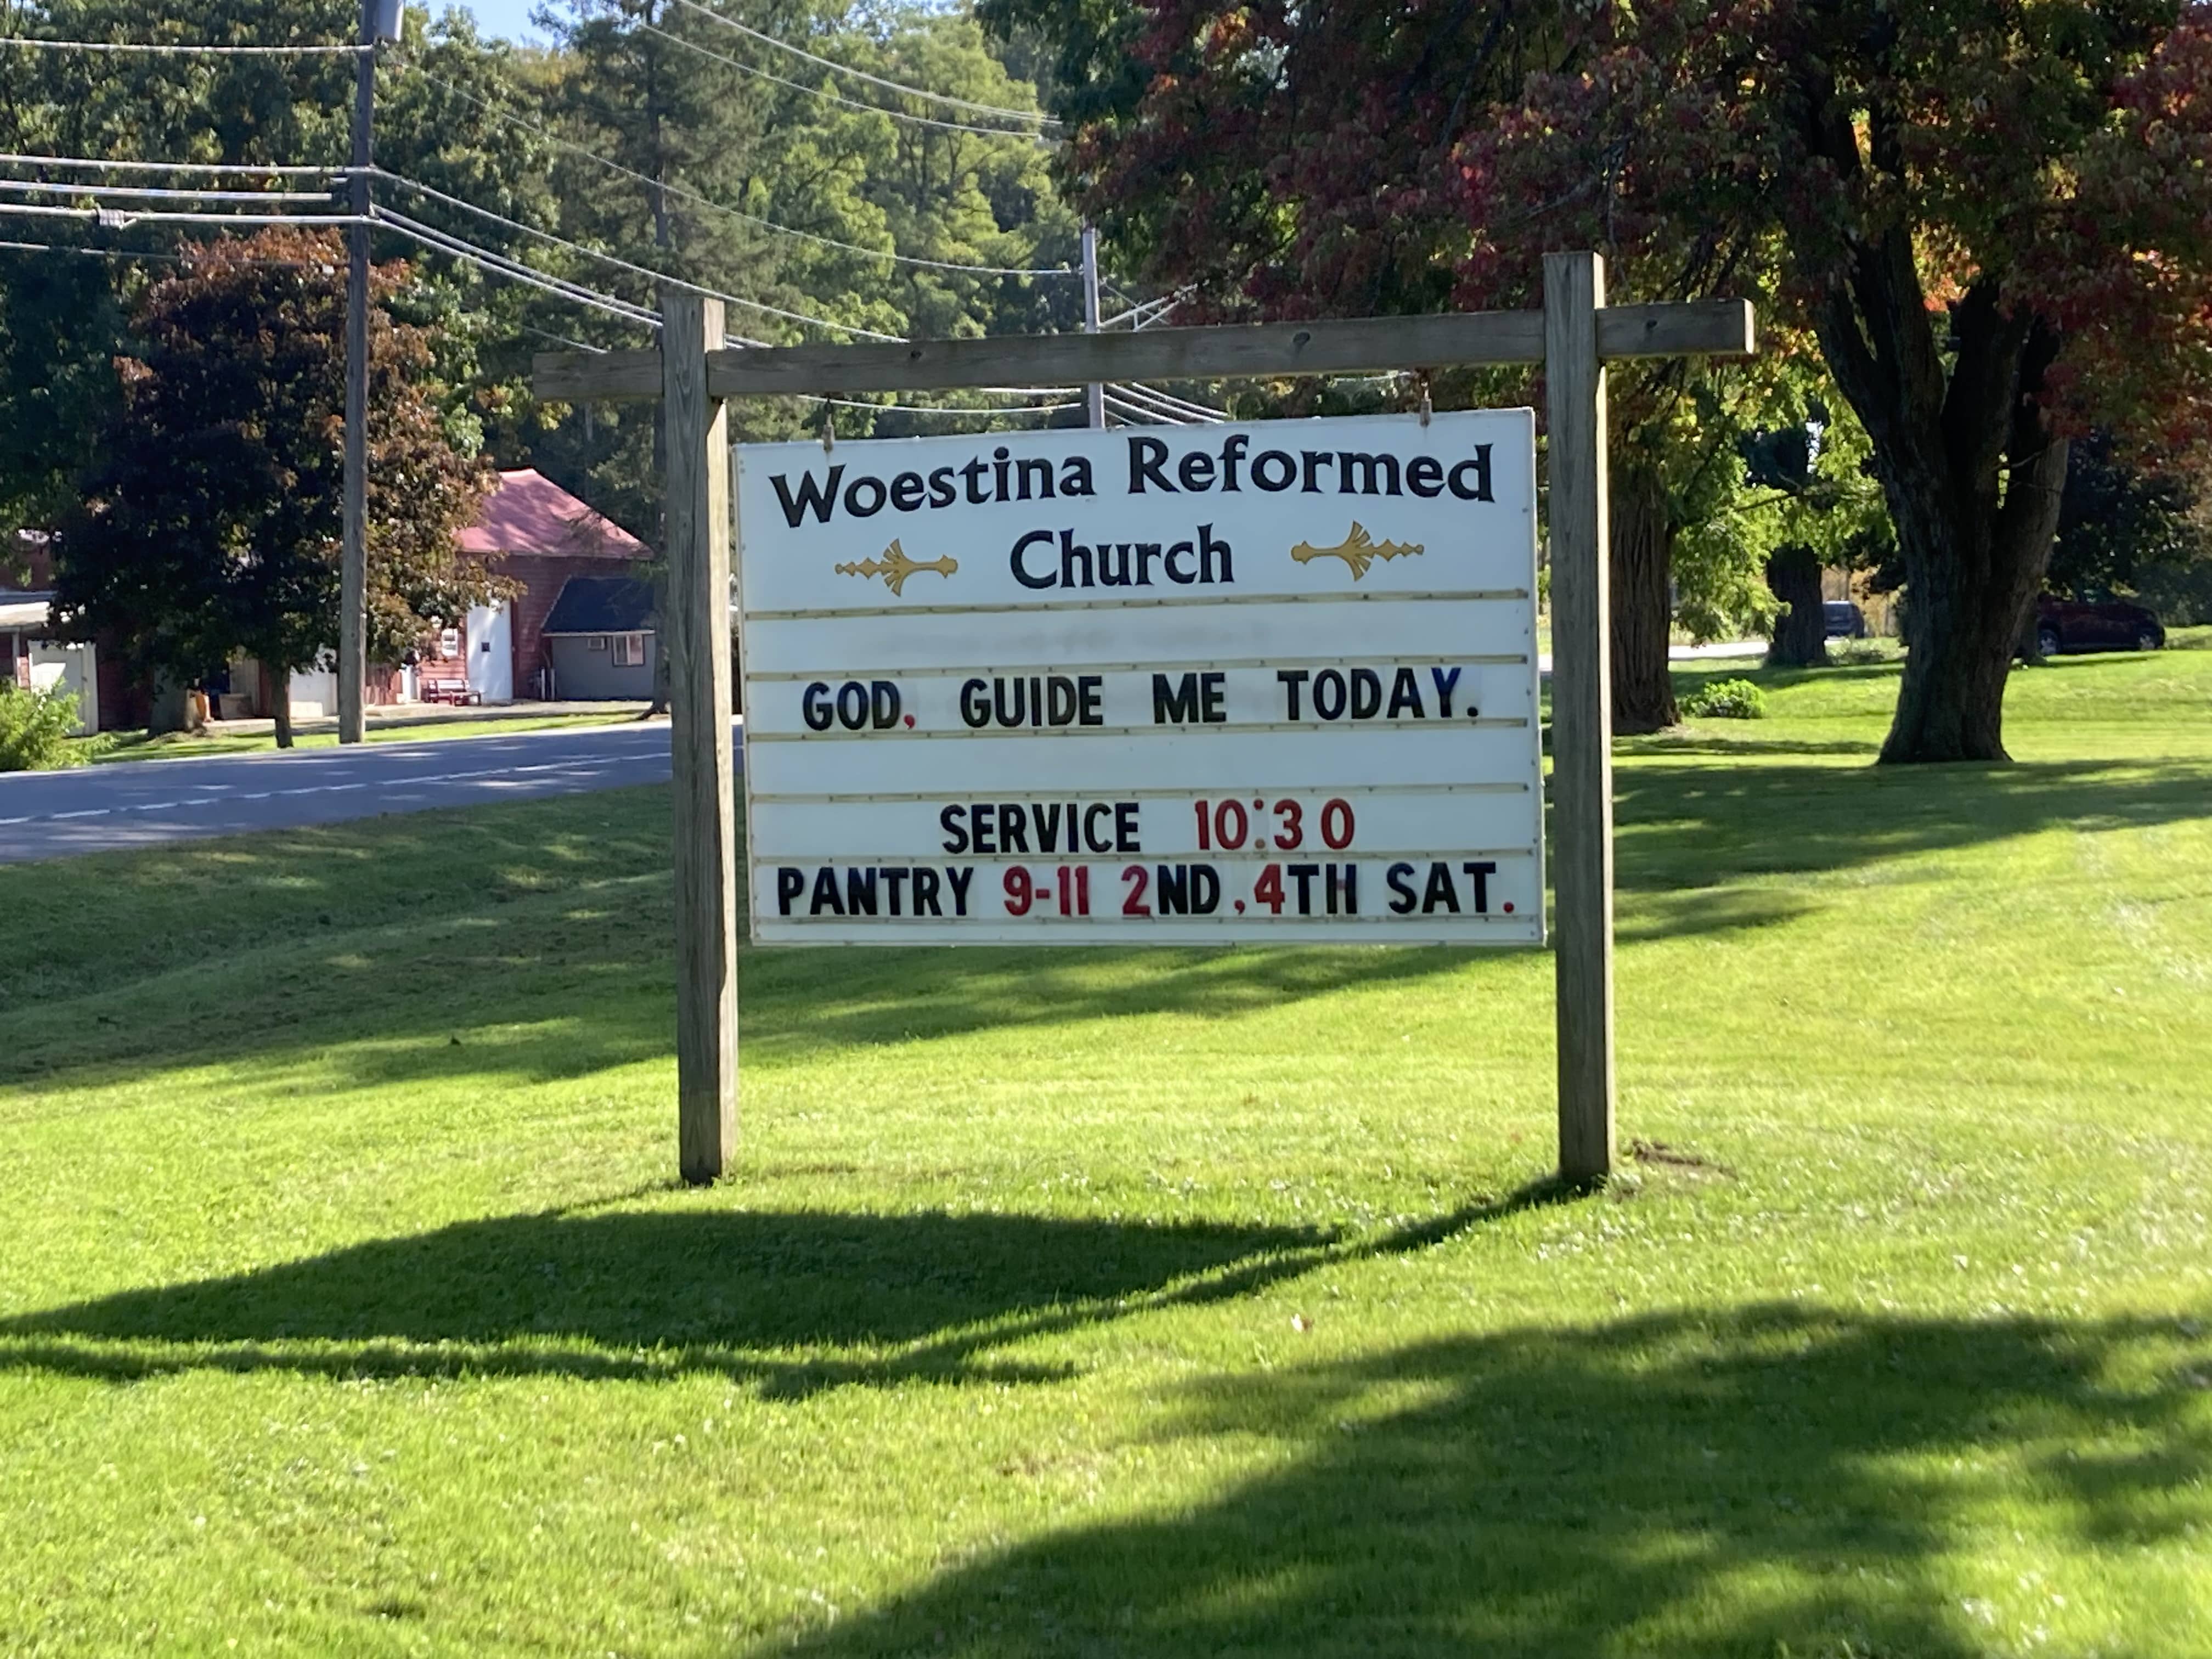 Woestina Reformed
Church
GOD, GUIDE ME TODAY.
SERVICE 10:30
PANTRY 9-11 2ND,4TH SAT.